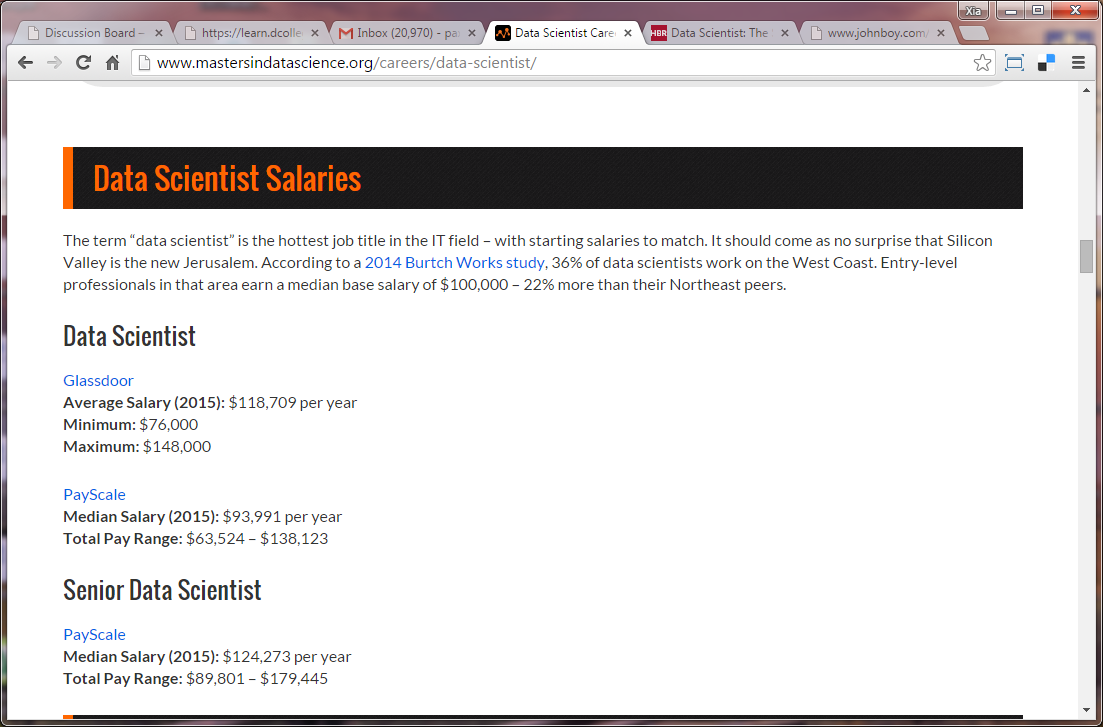 Xia
Discussion Board –
https://learn.dcolle
Inbox (20,970) - pa
Data Scientist Caree
HBR Data Scientist: The
www.johnboy.com/
www.mastersindatascience.org/careers/data-scientist/
Data Scientist Salaries
The term “data scientist” is the hottest job title in the IT field – with starting salaries to match. It should come as no surprise that Silicon
Valley is the new Jerusalem. According to a 2014 Burtch Works study, 36% of data scientists work on the West Coast. Entry-level
professionals in that area earn a median base salary of $100,000 – 22% more than their Northeast peers.
Data Scientist
Glassdoor
Average Salary (2015): $118,709 per year
Minimum: $76,000
Maximum: $148,000
PayScale
Median Salary (2015): $93,991 per year
Total Pay Range: $63,524 – $138,123
Senior Data Scientist
PayScale
Median Salary (2015): $124,273 per year
Total Pay Range: $89,801 – $179,445